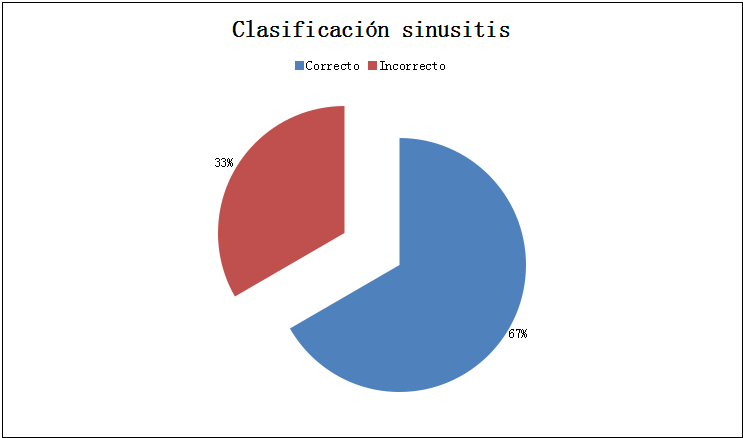 Clasificación sinusitis
Correcto Incorrecto
33%
67%